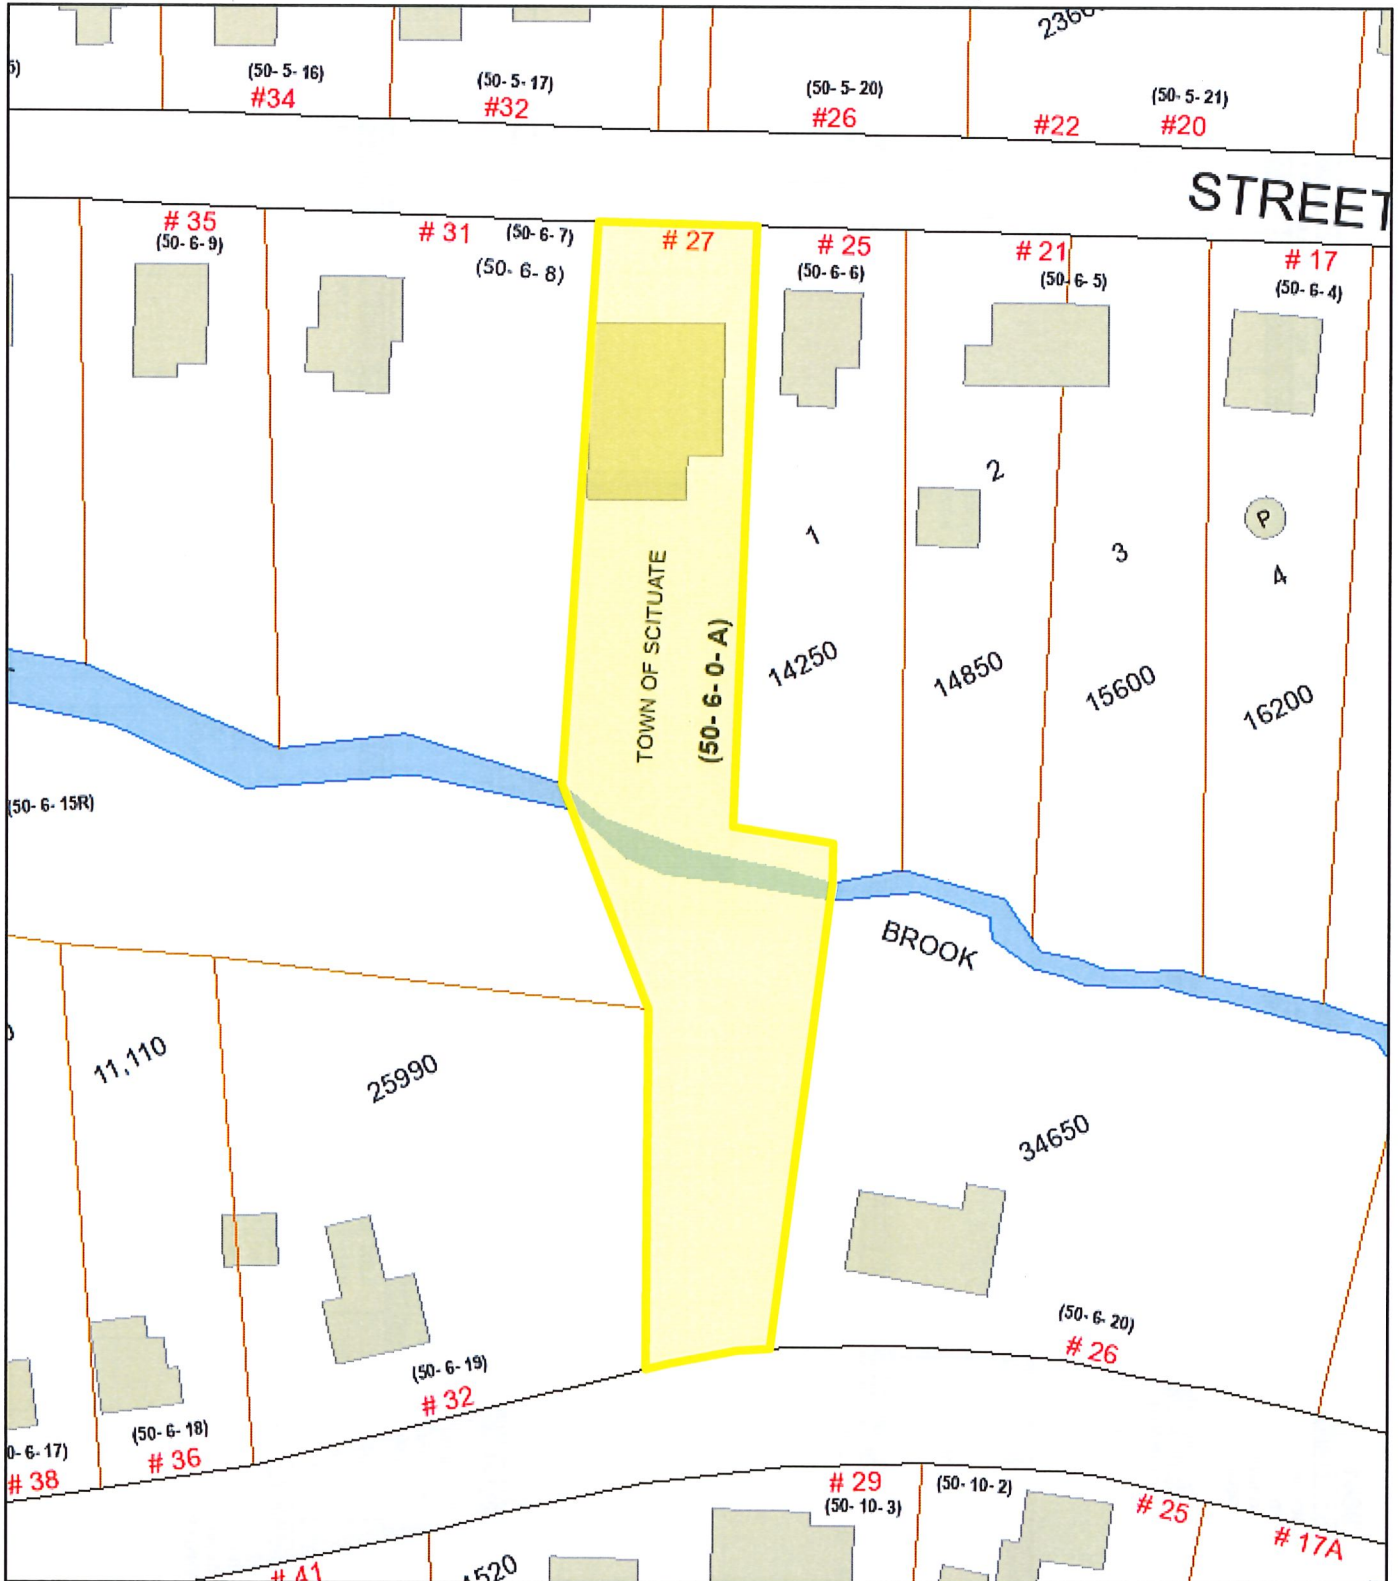 (50- 5- 16)
#34
(50- 5- 17)
#32
(50- 5- 20)
#26
#22
(50- 5- 21)
#20
STREET
# 35
(50- 6- 9)
# 31
(50- 6- 7)
(50- 6- 8)
# 27
# 25
(50- 6- 6)
# 21
(50- 6- 5)
# 17
(50- 6- 4)
1
2
3
P
4
TOWN OF SCITUATE
(50- 6- 0- A)
14250
14850
15600
16200
(50- 6- 15R)
BROOK
11,110
25990
34650
(50- 6- 20)
# 26
(50- 6- 19)
# 32
(50- 6- 18)
# 36
0- 6- 17)
# 38
# 29
(50- 10- 3)
(50- 10- 2)
# 25
# 17A
# 41